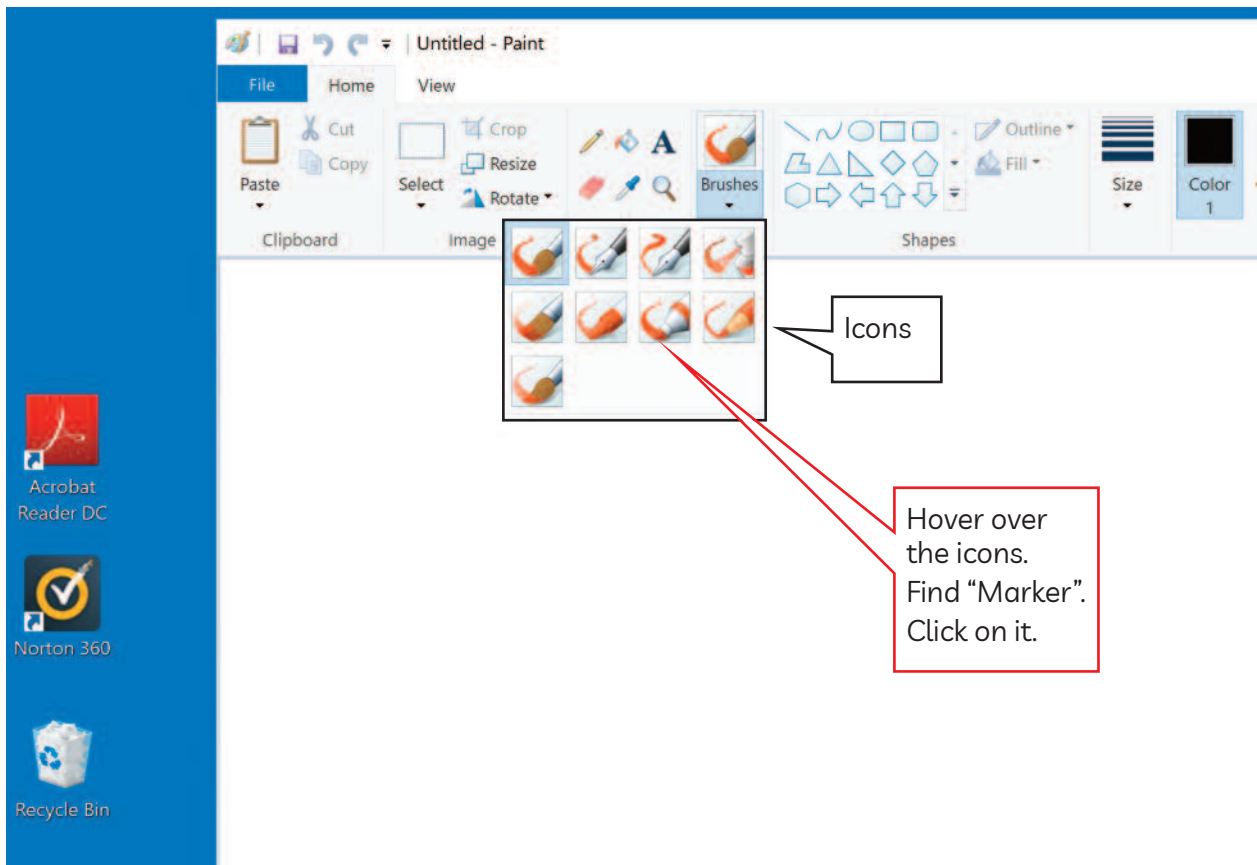 Untitled - Paint
File Home View
Paste
Cut
Copy
Clipboard
Select
Crop
Resize
Rotate
Image
A
Brushes
Outline
Fill
Shapes
Size
Color
1
Icons
Hover over
the icons.
Find “Marker”.
Click on it.
Acrobat
Reader DC
Norton 360
Recycle Bin